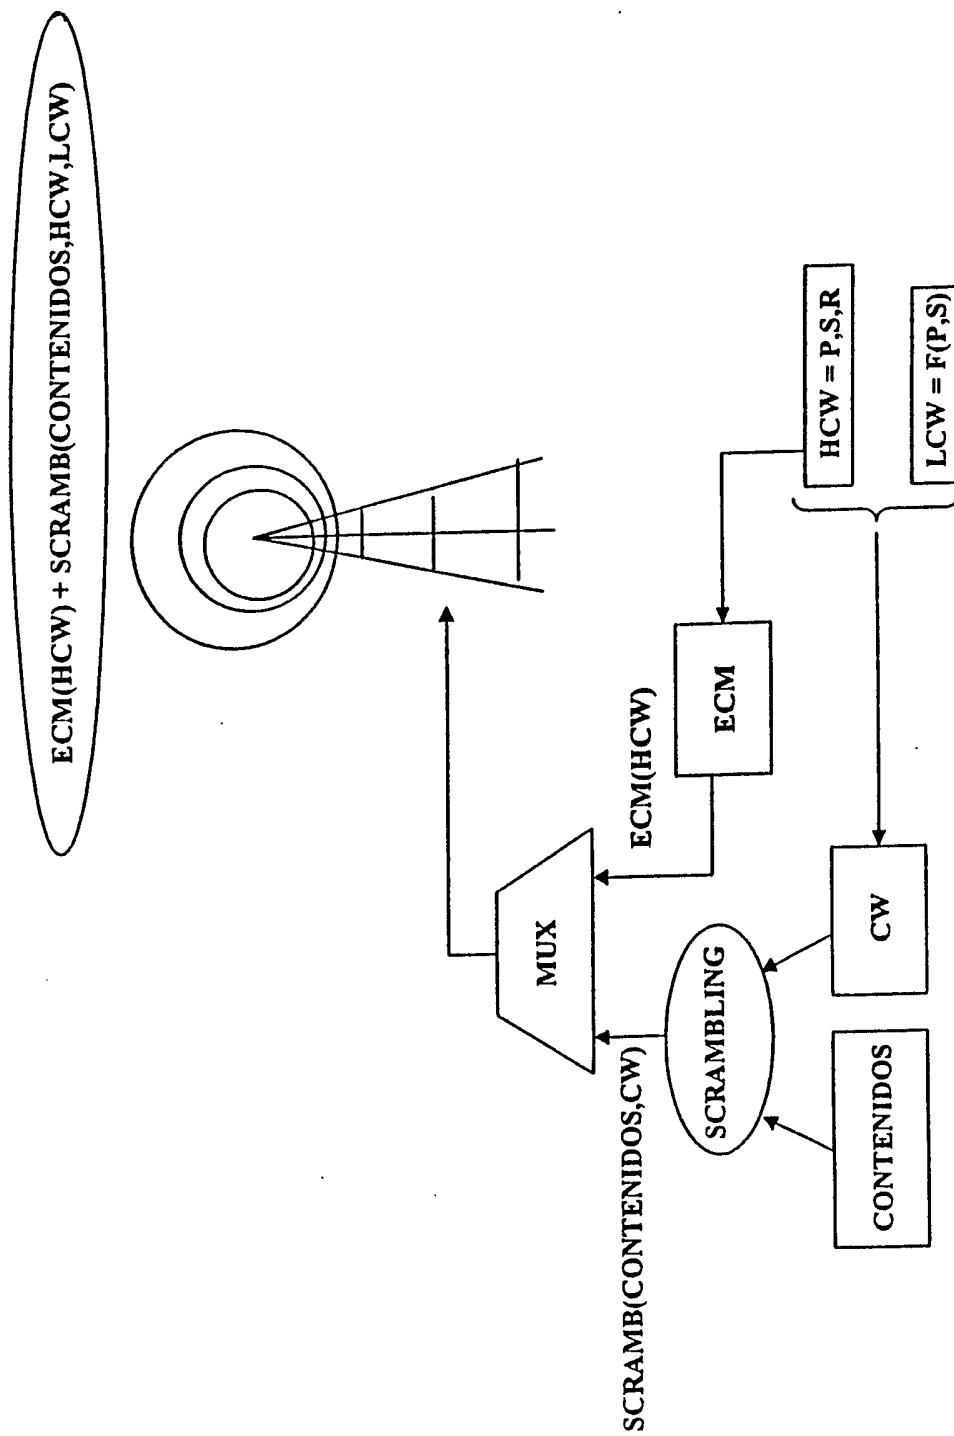 ECM(HCW) + SCRAMB(CONTENIDOS,HCW,LCW)
SCRAMB(CONTENIDOS,CW)
MUX
ECM(HCW)
SCRAMBLING
ECM
CONTENIDOS
CW
HCW = P,S,R
LCW = F(P,S)